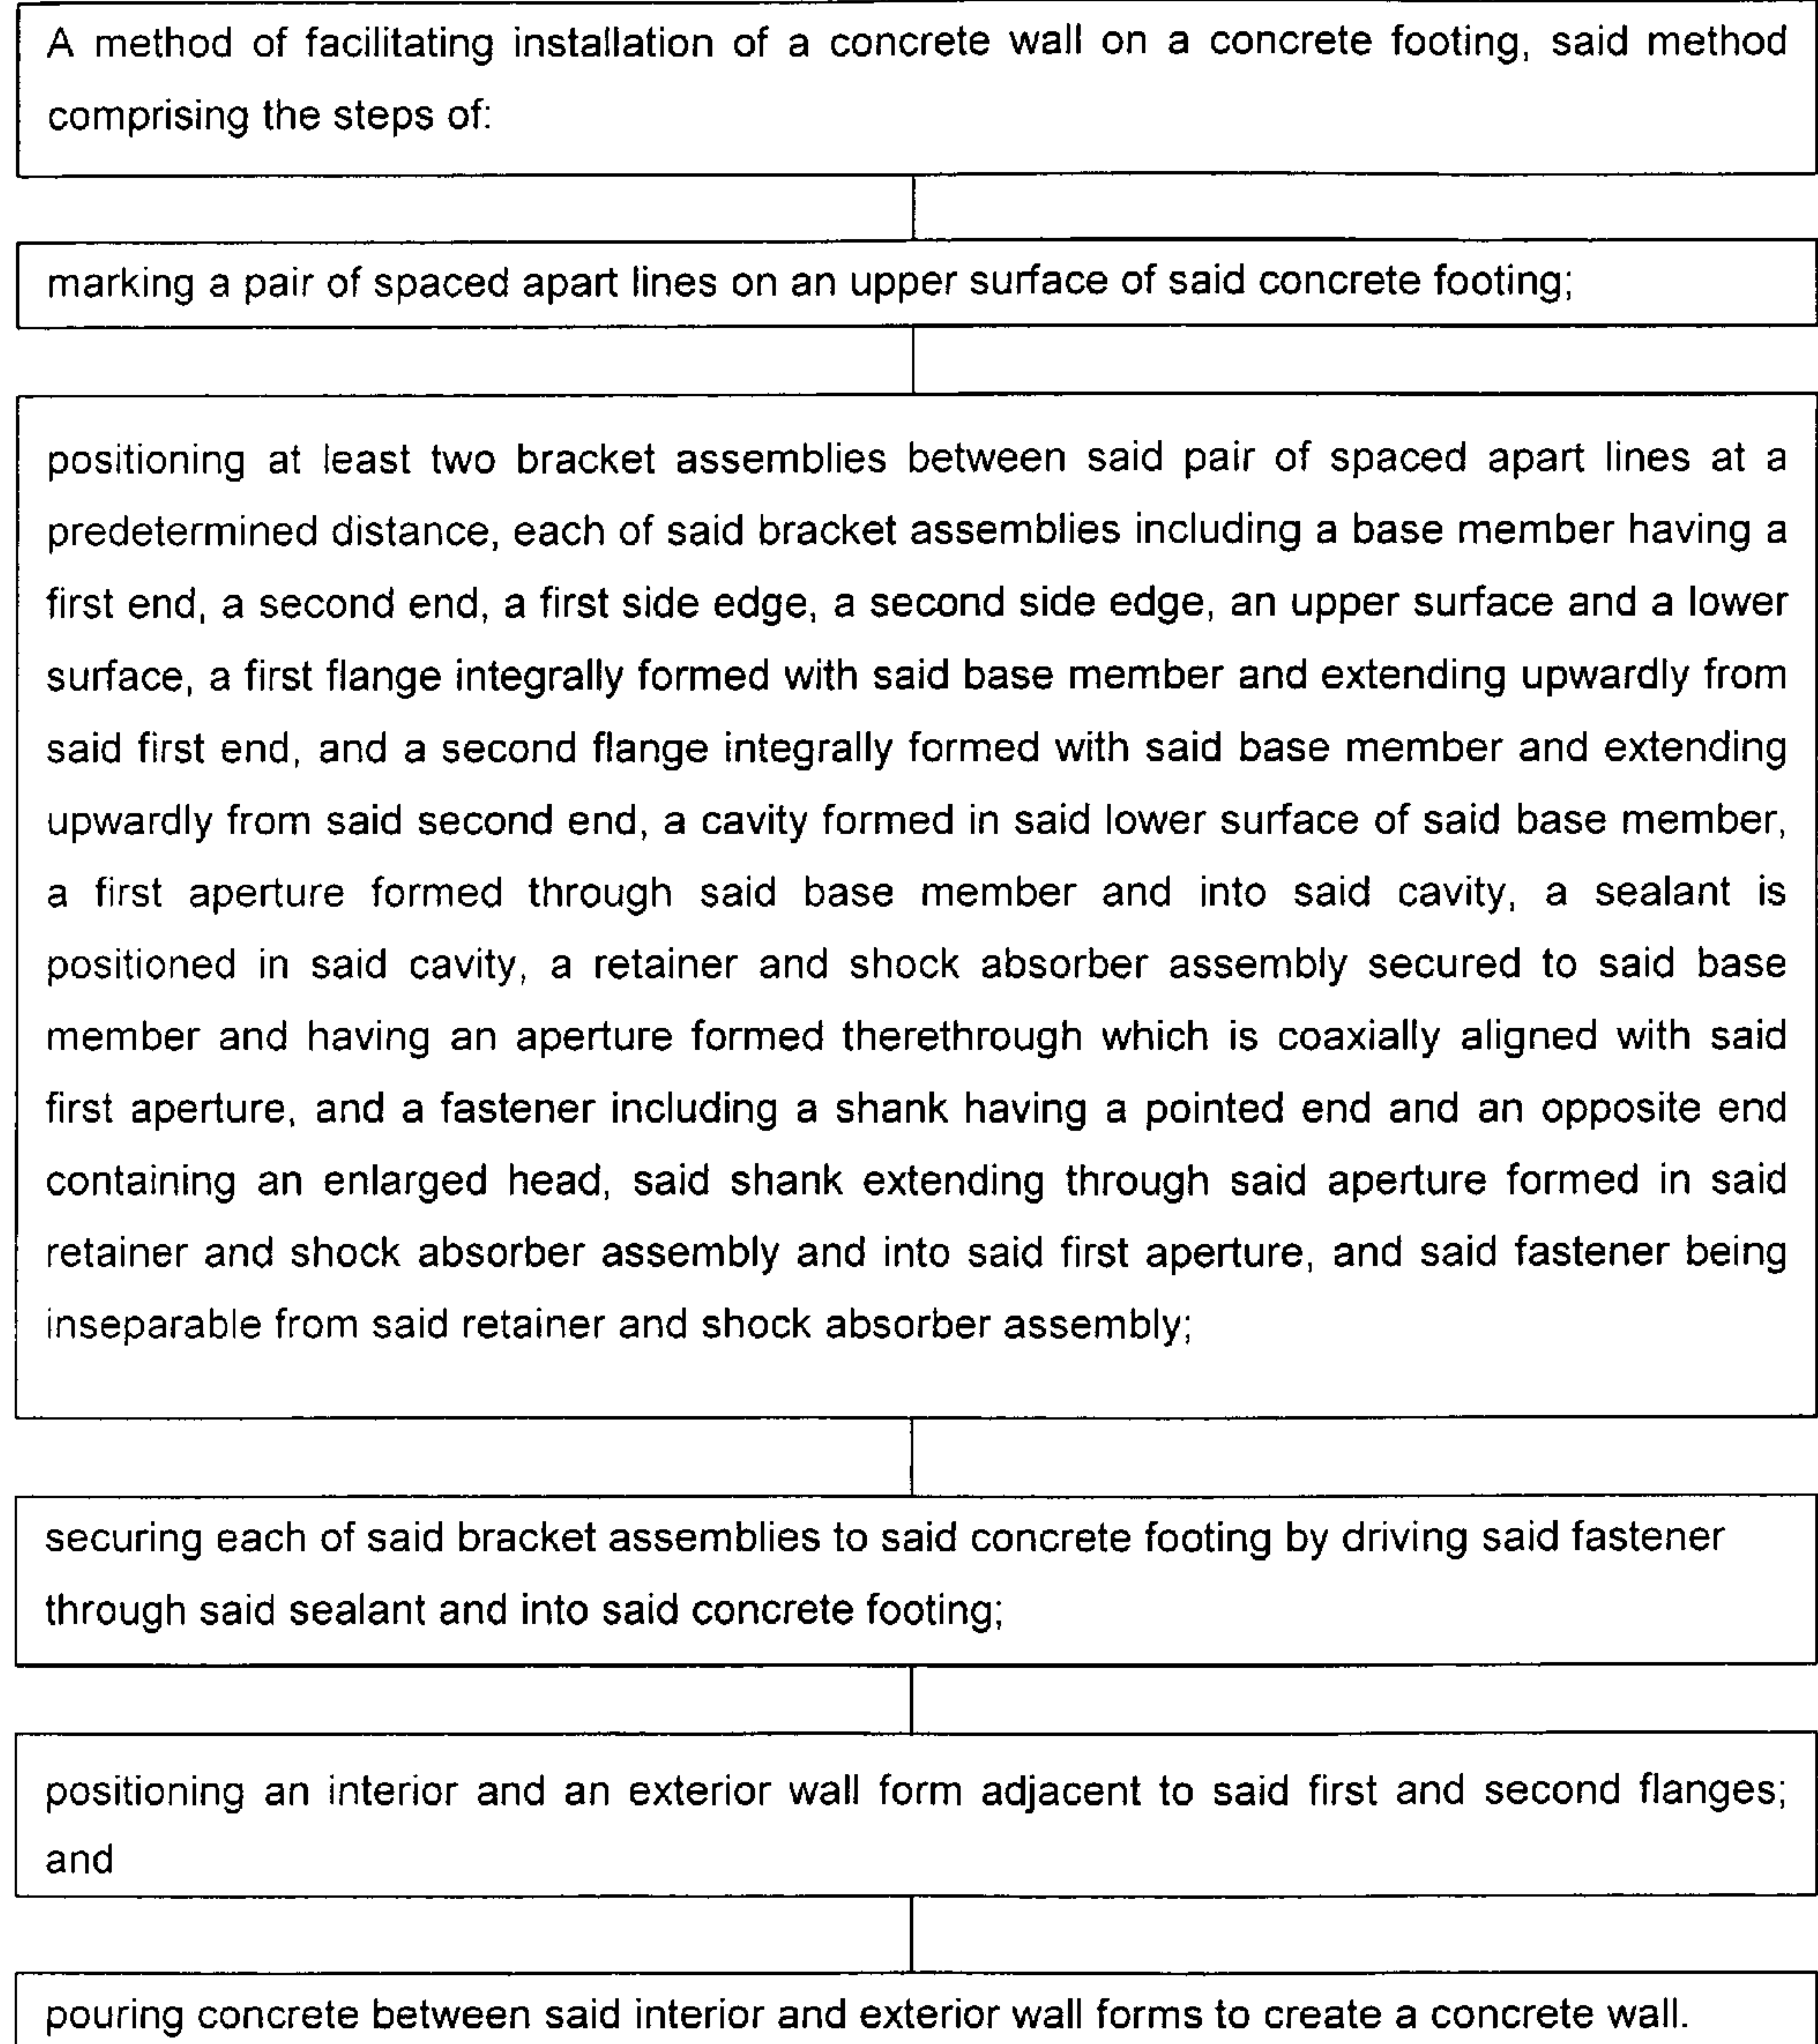 A method of facilitating installation of a concrete wall on a concrete footing, said method
comprising the steps of:
marking a pair of spaced apart lines on an upper surface of said concrete footing;
positioning at least two bracket assemblies between said pair of spaced apart lines at a
predetermined distance, each of said bracket assemblies including a base member having a
first end, a second end, a first side edge, a second side edge, an upper surface and a lower
surface, a first flange integrally formed with said base member and extending upwardly from
said first end, and a second flange integrally formed with said base member and extending
upwardly from said second end, a cavity formed in said lower surface of said base member,
a first aperture formed through said base member and into said cavity, a sealant is
positioned in said cavity, a retainer and shock absorber assembly secured to said base
member and having an aperture formed therethrough which is coaxially aligned with said
first aperture, and a fastener including a shank having a pointed end and an opposite end
containing an enlarged head, said shank extending through said aperture formed in said
retainer and shock absorber assembly and into said first aperture, and said fastener being
inseparable from said retainer and shock absorber assembly;
securing each of said bracket assemblies to said concrete footing by driving said fastener
through said sealant and into said concrete footing;
positioning an interior and an exterior wall form adjacent to said first and second flanges;
and
pouring concrete between said interior and exterior wall forms to create a concrete wall.